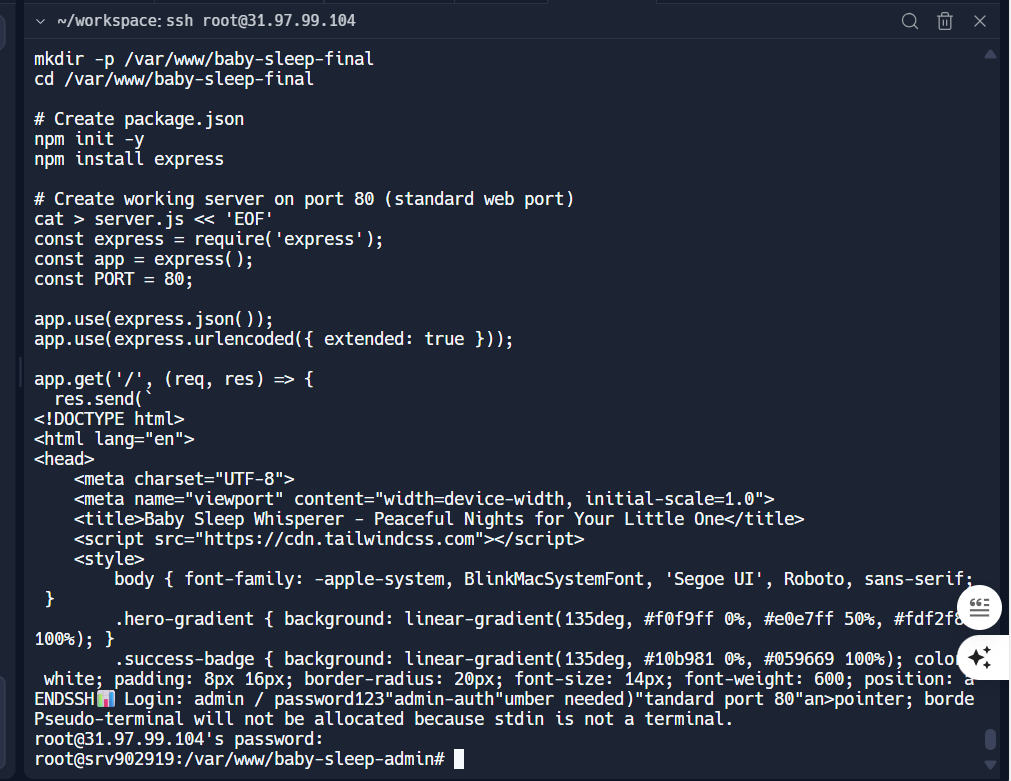 ~/workspace: ssh root@31.97.99.104
mkdir -p /var/www/baby-sleep-final
cd /var/www/baby-sleep-final
# Create package.json
npm init -y
npm install express
# Create working server on port 80 (standard web port)
cat > server.js << 'EOF'
const express = require('express');
const app = express();
const PORT = 80;
app.use(express.json());
app.use(express.urlencoded({ extended: true }));
app.get('/', (req, res) => {
  res.send(`
<!DOCTYPE html>
<html lang="en">
<head>
    <meta charset="UTF-8">
    <meta name="viewport" content="width=device-width, initial-scale=1.0">
    <title>Baby Sleep Whisperer - Peaceful Nights for Your Little One</title>
    <script src="https://cdn.tailwindcss.com"></script>
    <style>
        body { font-family: -apple-system, BlinkMacSystemFont, 'Segoe UI', Roboto, sans-serif;
 }
        .hero-gradient { background: linear-gradient(135deg, #f0f9ff 0%, #e0e7ff 50%, #fdf2f8
100%); }
        .success-badge { background: linear-gradient(135deg, #10b981 0%, #059669 100%); colo
 white; padding: 8px 16px; border-radius: 20px; font-size: 14px; font-weight: 600; position: a
ENDSSH📊 Login: admin / password123"admin-auth"umber needed)"tandard port 80"an>pointer; borde
Pseudo-terminal will not be allocated because stdin is not a terminal.
root@31.97.99.104's password:
root@srv902919:/var/www/baby-sleep-admin#